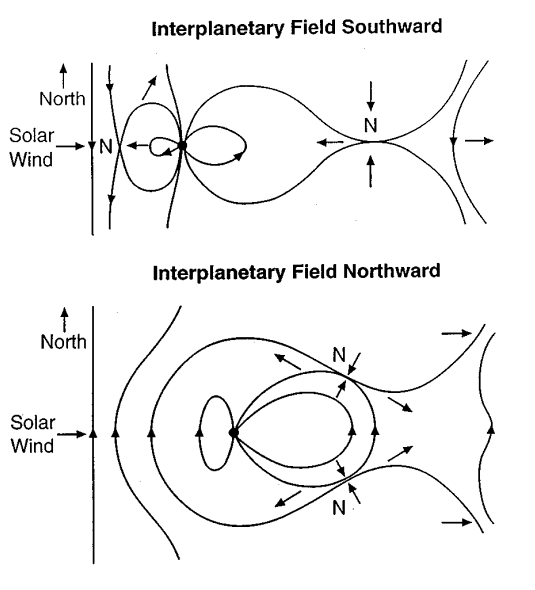 Interplanetary Field Southward
North
Solar
Wind
N
N
Interplanetary Field Northward
North
N
Solar
Wind
N